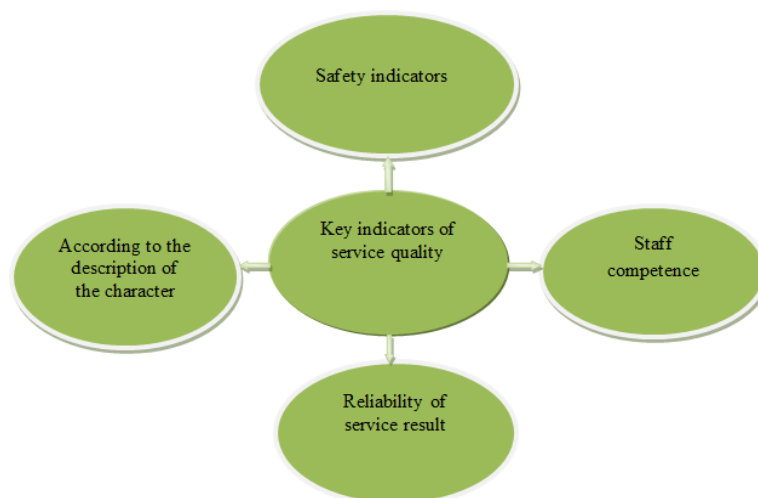 Safety indicators
Key indicators of
service quality
According to the
description of
the character
Staff
competence
Reliability of
service result